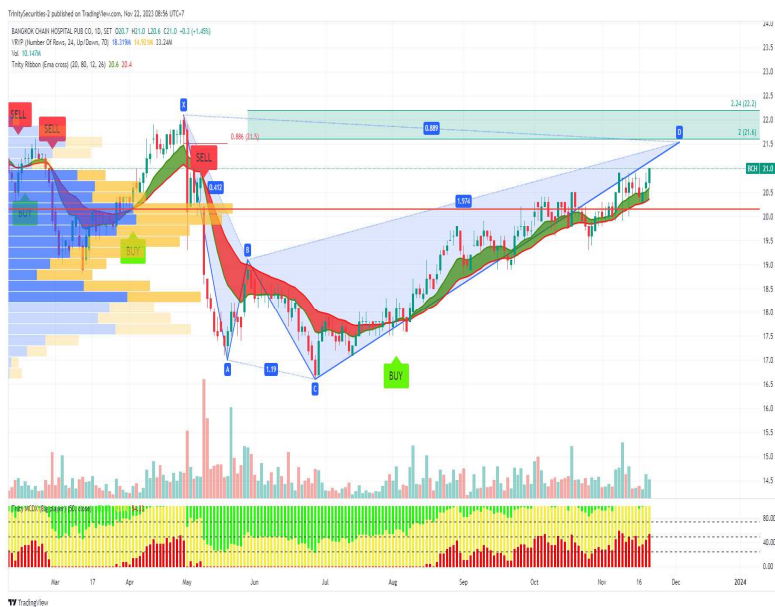 TrinitySecurities-2 published on TradingView.com, Nov 22, 2023 08:56 UTC+7
BANGKOK CHAIN HOSPITAL PUB CO, 1D, SET O20.7 H21.0 L20.6 C21.0 +0.3 (+1.45%)
VRVP (Number Of Rows, 24, Up/Down, 70) 18.319M 14.921M 33.24M
Vol 10.147M
Tnity Ribbon (Ema cross) (20, 80, 12, 26) 20.6 20.4
24.0
23.5
23.0
22.5
22.0
21.5
BCH 21.0
20.5
20.0
19.5
19.0
18.5
18.0
17.5
17.0
16.5
16.0
15.5
15.0
14.5
SELL
SELL
BUY
BUY
X
0.886 (21.5)
SELL
0.412
B
A
1.19
C
BUY
0.889
1.974
D
2.24 (22.2)
2 (21.6)
80.00
40.00
0.00
Mar
17
Apr
May
Jun
Jul
Aug
Sep
Oct
Nov
16
Dec
2024
TradingView